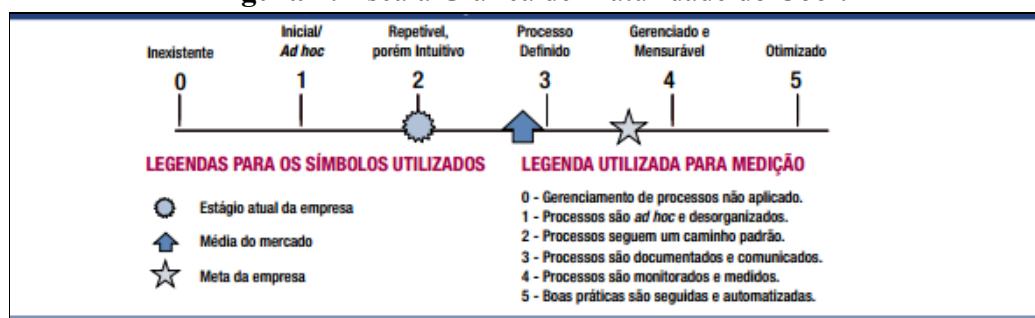 Inexistente
Inicial/
Ad hoc
Repetível,
porém Intuitivo
Processo
Definido
Gerenciado e
Mensurável
Otimizado
0 1 2 3 4 5
LEGENDAS PARA OS SÍMBOLOS UTILIZADOS
Estágio atual da empresa
Média do mercado
Meta da empresa
LEGENDA UTILIZADA PARA MEDIÇÃO
0 - Gerenciamento de processos não aplicado.
1 - Processos são ad hoc e desorganizados.
2 - Processos seguem um caminho padrão.
3 - Processos são documentados e comunicados.
4 - Processos são monitorados e medidos.
5 - Boas práticas são seguidas e automatizadas.